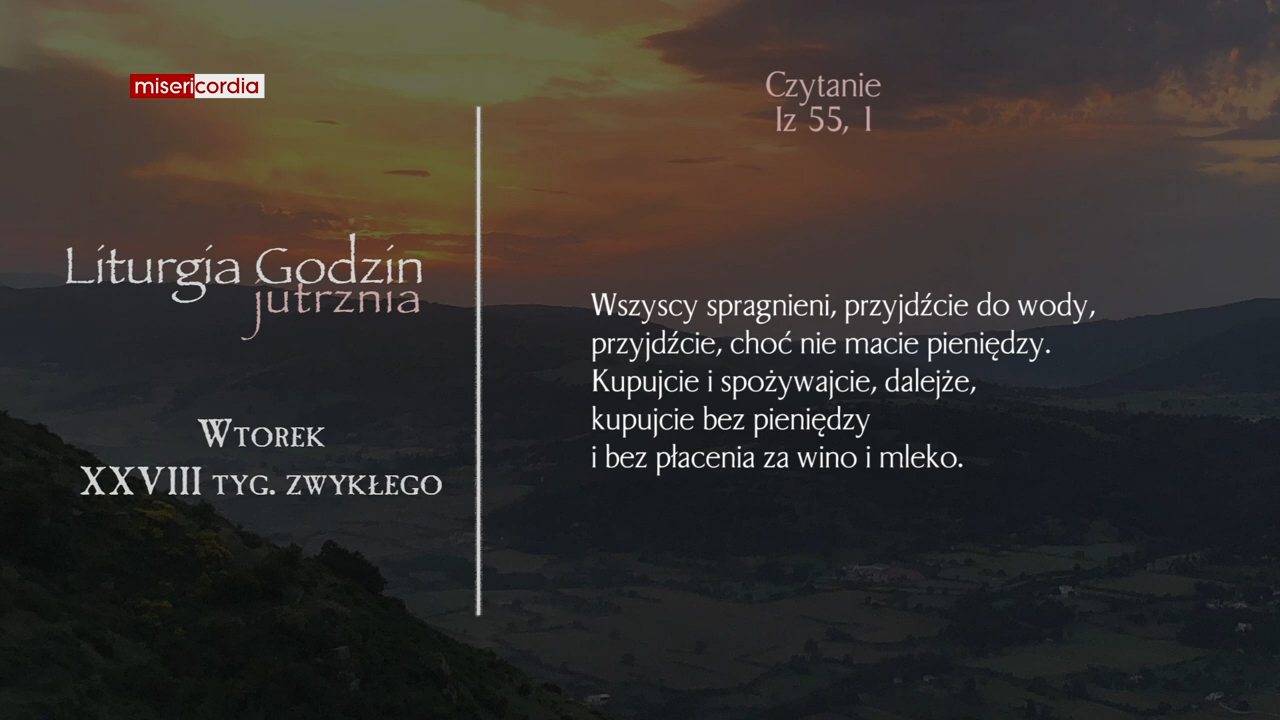 misericordia
Liturgia Godzin
jutrznia
Wtorek
XXVIII tyg. zwykłego
Czytanie
Iz 55, 1
Wszyscy spragnieni, przyjdźcie do wody,
przyjdźcie, choć nie macie pieniędzy.
Kupujcie i spożywajcie, dalejże,
kupujcie bez pieniędzy
i bez płacenia za wino i mleko.